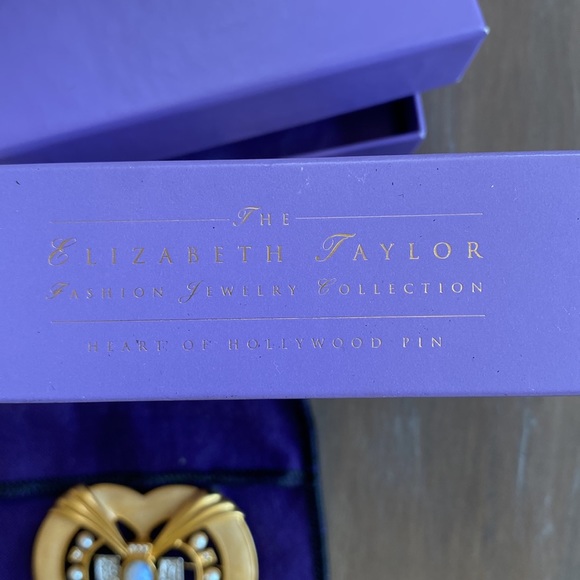 THE
ELIZABETH TAYLOR
FASHION JEWELRY COLLECTION
HEART OF HOLLYWOOD PIN